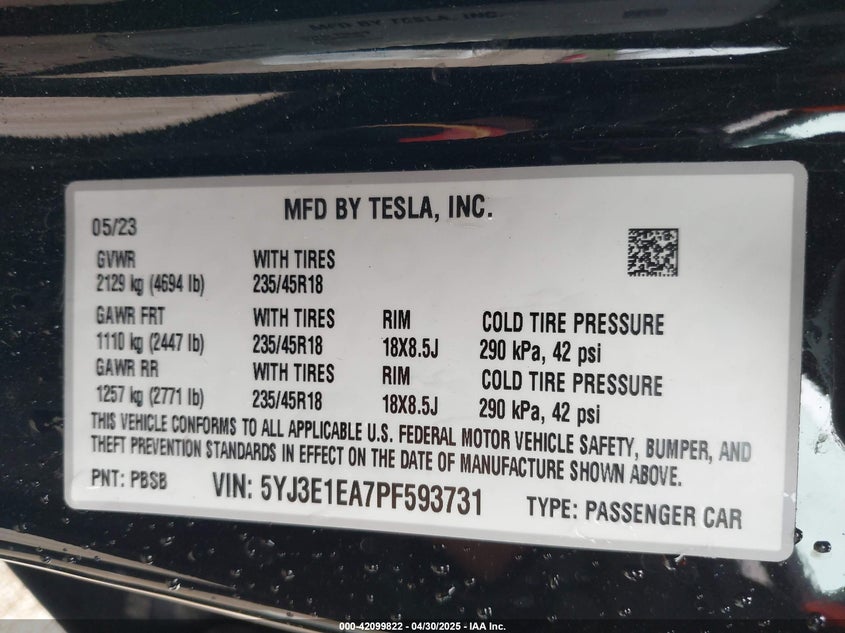 MFD BY TESLA, INC.
MFD BY TESLA, INC.
05/23
GVWR WITH TIRES
2129 kg (4694 lb) 235/45R18
GAWR FRT WITH TIRES RIM COLD TIRE PRESSURE
1110 kg (2447 lb) 235/45R18 18X8.5J 290 kPa, 42 psi
GAWR RR WITH TIRES RIM COLD TIRE PRESSURE
1257 kg (2771 lb) 235/45R18 18X8.5J 290 kPa, 42 psi
THIS VEHICLE CONFORMS TO ALL APPLICABLE U.S. FEDERAL MOTOR VEHICLE SAFETY, BUMPER, AND
THEFT PREVENTION STANDARDS IN EFFECT ON THE DATE OF MANUFACTURE SHOWN ABOVE.
PNT: PBSB VIN: 5YJ3E1EA7PF593731 TYPE: PASSENGER CAR
000-42099822 - 04/30/2025 - IAA Inc.